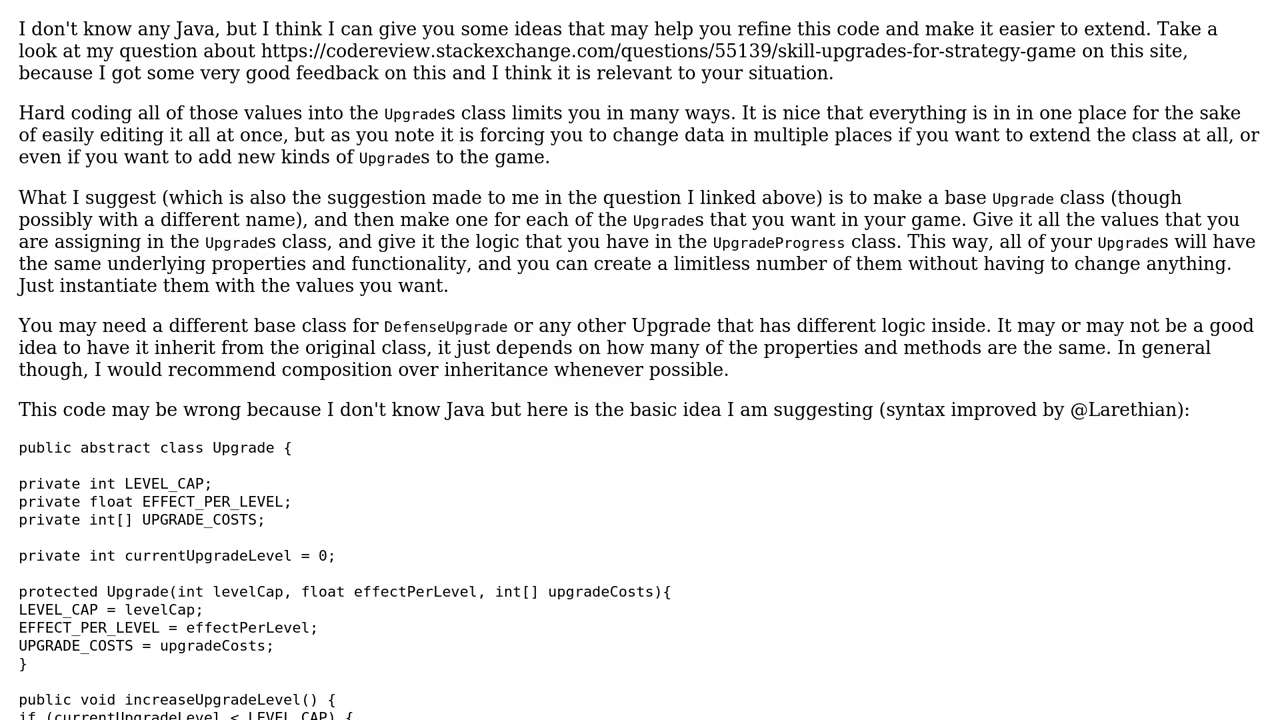 I don't know any Java, but I think I can give you some ideas that may help you refine this code and make it easier to extend. Take a
look at my question about https://codereview.stackexchange.com/questions/55139/skill-upgrades-for-strategy-game on this site,
because I got some very good feedback on this and I think it is relevant to your situation.
Hard coding all of those values into the Upgrades class limits you in many ways. It is nice that everything is in in one place for the sake
of easily editing it all at once, but as you note it is forcing you to change data in multiple places if you want to extend the class at all, or
even if you want to add new kinds of Upgrades to the game.
What I suggest (which is also the suggestion made to me in the question I linked above) is to make a base Upgrade class (though
possibly with a different name), and then make one for each of the Upgrades that you want in your game. Give it all the values that you
are assigning in the Upgrades class, and give it the logic that you have in the UpgradeProgress class. This way, all of your Upgrades will have
the same underlying properties and functionality, and you can create a limitless number of them without having to change anything.
Just instantiate them with the values you want.
You may need a different base class for DefenseUpgrade or any other Upgrade that has different logic inside. It may or may not be a good
idea to have it inherit from the original class, it just depends on how many of the properties and methods are the same. In general
though, I would recommend composition over inheritance whenever possible.
This code may be wrong because I don't know Java but here is the basic idea I am suggesting (syntax improved by @Larethian):
public abstract class Upgrade {
private int LEVEL_CAP;
private float EFFECT_PER_LEVEL;
private int[] UPGRADE_COSTS;
private int currentUpgradeLevel = 0;
protected Upgrade(int levelCap, float effectPerLevel, int[] upgradeCosts){
LEVEL_CAP = levelCap;
EFFECT_PER_LEVEL = effectPerLevel;
UPGRADE_COSTS = upgradeCosts;
}
public void increaseUpgradeLevel() {
if (currentUpgradeLevel < LEVEL_CAP) {